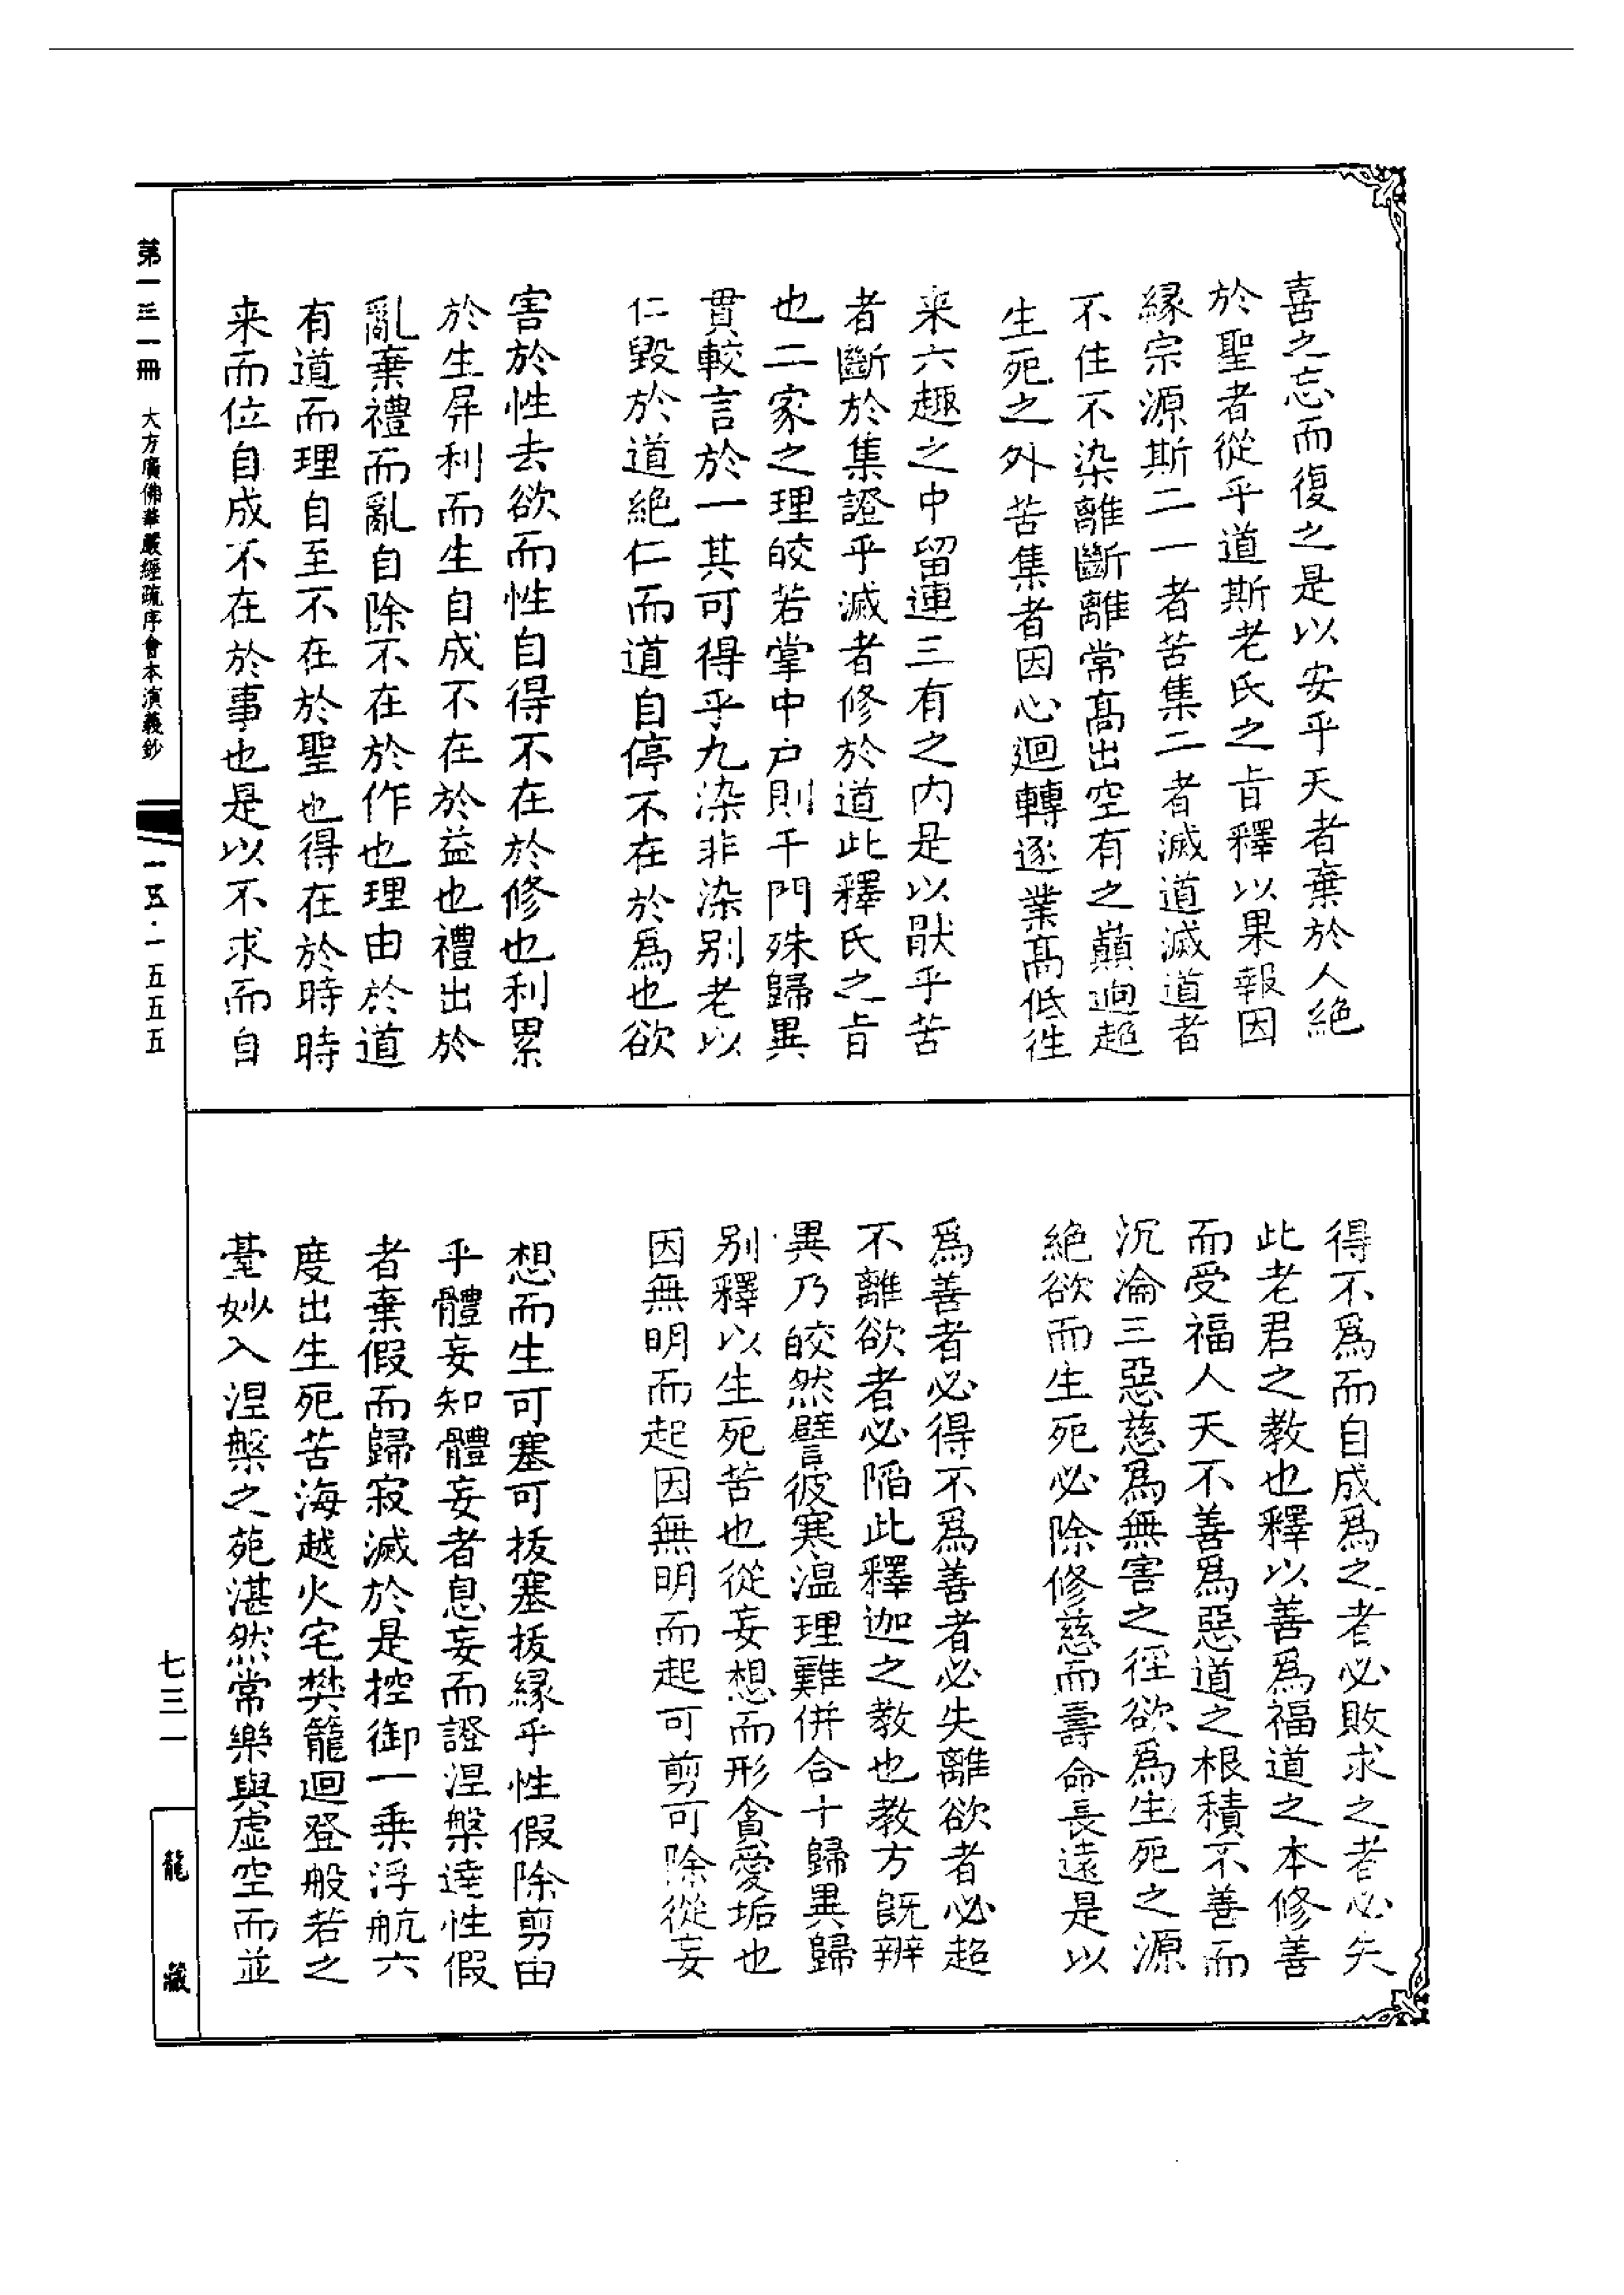 喜之忘而復之是以安乎天者棄於人絶
於聖者從乎道斯老氏之㫖釋以果報因
縁宗源斯二一者苦集二者滅道滅道者
不住不染離斷離常髙出空有之巔逈超
生死之外苦集者因心迴轉逐業髙低徃
来六趣之中留連三有之内是以猒乎苦
者斷於集證乎滅者修於道此釋氏之㫖
也二家之理皎若掌中户則千門殊歸異
貫較言於一其可得乎九染非染别老以
仁毀於道絶仁而道自停不在於爲也欲
害於性去欲而性自得不在於修也利累
於生屏利而生自成不在於益也禮出於
亂棄禮而亂自除不在於作也理由於道
有道而理自至不在於聖也得在於時時
来而位自成不在於事也是以不求而自
得不爲而自成爲之者必敗求之者必失
此老君之教也釋以善爲福道之本修善
而受福人天不善爲惡道之根積不善而
沉淪三惡慈爲無害之徑欲爲生死之源
絶欲而生死必除修慈而壽命長遠是以
爲善者必得不爲善者必失離欲者必超
不離欲者必陷此釋迦之教也教方既辨
異乃皎然譬彼寒温理難併合十歸異歸
别釋以生死苦也從妄想而形貪愛垢也
因無明而起因無明而起可剪可除從妄
想而生可塞可拔塞拔縁乎性假除剪由
乎體妄知體妄者息妄而證涅槃達性假
者棄假而歸寂滅於是控御一乗浮航六
度出生死苦海越火宅樊籠迴登般若之
䑓妙入涅槃之苑湛然常樂與虛空而並
第一三一冊　大方廣佛華嚴經疏序會本演義鈔
一五·一五五五
七三一
龍藏